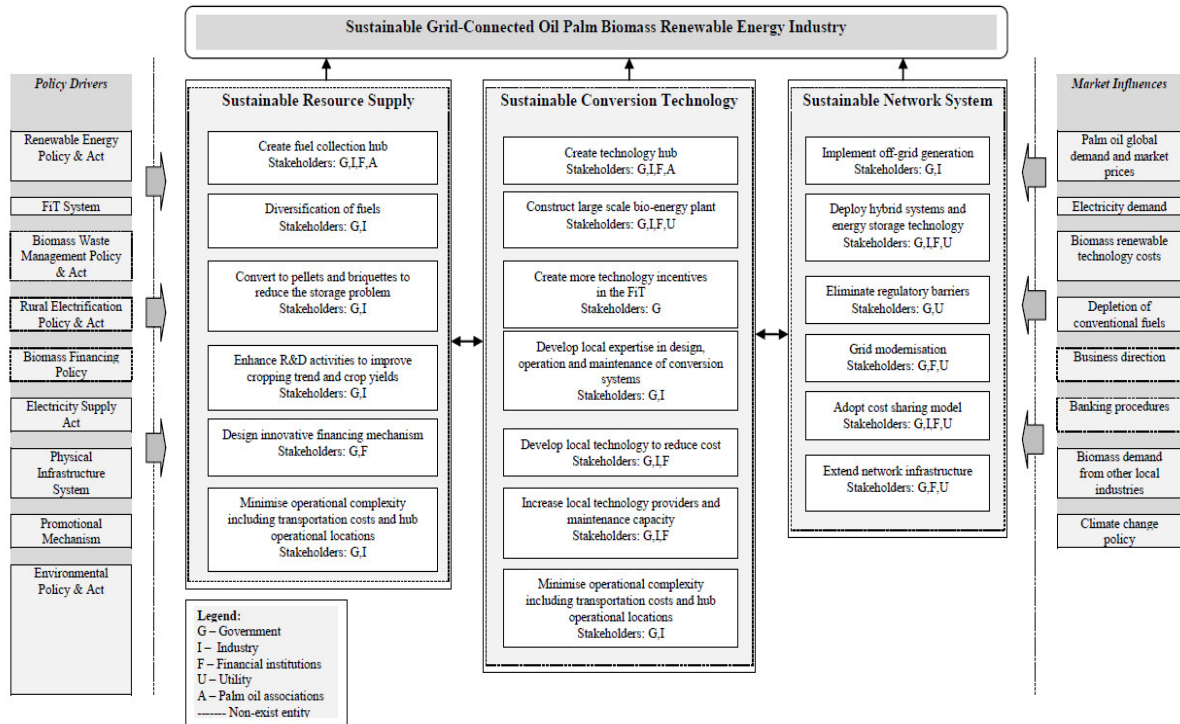 Sustainable Grid-Connected Oil Palm Biomass Renewable Energy Industry
Policy Drivers
Renewable Energy
Policy & Act
FiT System
Biomass Waste
Management Policy
& Act
Rural Electrification
Policy & Act
Biomass Financing
Policy
Electricity Supply
Act
Physical
Infrastructure
System
Promotional
Mechanism
Environmental
Policy & Act
Sustainable Resource Supply
Create fuel collection hub
Stakeholders: G,I,F,A
Diversification of fuels
Stakeholders: G,I
Convert to pellets and briquettes to
reduce the storage problem
Stakeholders: G,I
Enhance R&D activities to improve
cropping trend and crop yields
Stakeholders: G,I
Design innovative financing mechanism
Stakeholders: G,F
Minimise operational complexity
including transportation costs and hub
operational locations
Stakeholders: G,I
Sustainable Conversion Technology
Create technology hub
Stakeholders: G,I,F,A
Construct large scale bio-energy plant
Stakeholders: G,I,F,U
Create more technology incentives
in the FiT
Stakeholders: G
Develop local expertise in design,
operation and maintenance of conversion
systems
Stakeholders: G,I
Develop local technology to reduce cost
Stakeholders: G,I,F
Increase local technology providers and
maintenance capacity
Stakeholders: G,I,F
Minimise operational complexity
including transportation costs and hub
operational locations
Stakeholders: G,I
Sustainable Network System
Implement off-grid generation
Stakeholders: G,I
Deploy hybrid systems and
energy storage technology
Stakeholders: G,I,F,U
Eliminate regulatory barriers
Stakeholders: G,U
Grid modernisation
Stakeholders: G,F,U
Adopt cost sharing model
Stakeholders: G,I,F,U
Extend network infrastructure
Stakeholders: G,F,U
Market Influences
Palm oil global
demand and market
prices
Electricity demand
Biomass renewable
technology costs
Depletion of
conventional fuels
Business direction
Banking procedures
Biomass demand
from other local
industries
Climate change
policy
Legend:
G – Government
I – Industry
F – Financial institutions
U – Utility
A – Palm oil associations
------- Non-exist entity